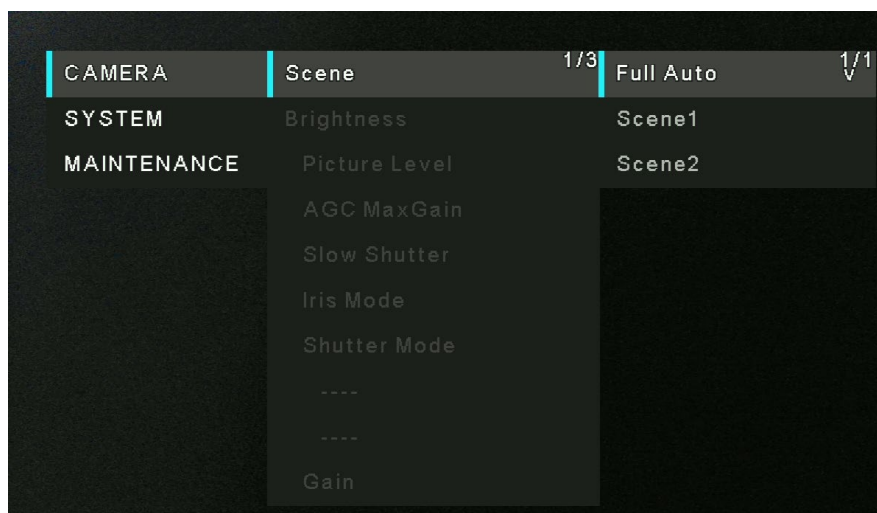 CAMERA
SYSTEM
MAINTENANCE
Scene 1/3
Brightness
Picture Level
AGC MaxGain
Slow Shutter
Iris Mode
Shutter Mode
----
----
Gain
Full Auto 1/1
v
Scene1
Scene2